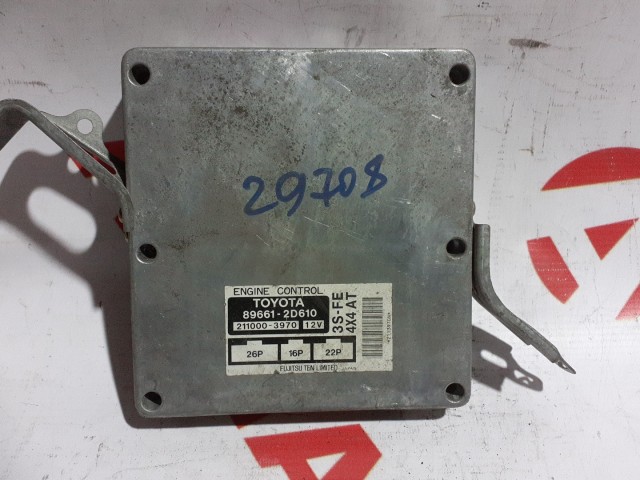 29708
ENGINE CONTROL
TOYOTA
89661-2D610
211000-3970 12V
3S-FE
4X4 AT
26P 16P 22P
FUJITSU TEN LIMITED